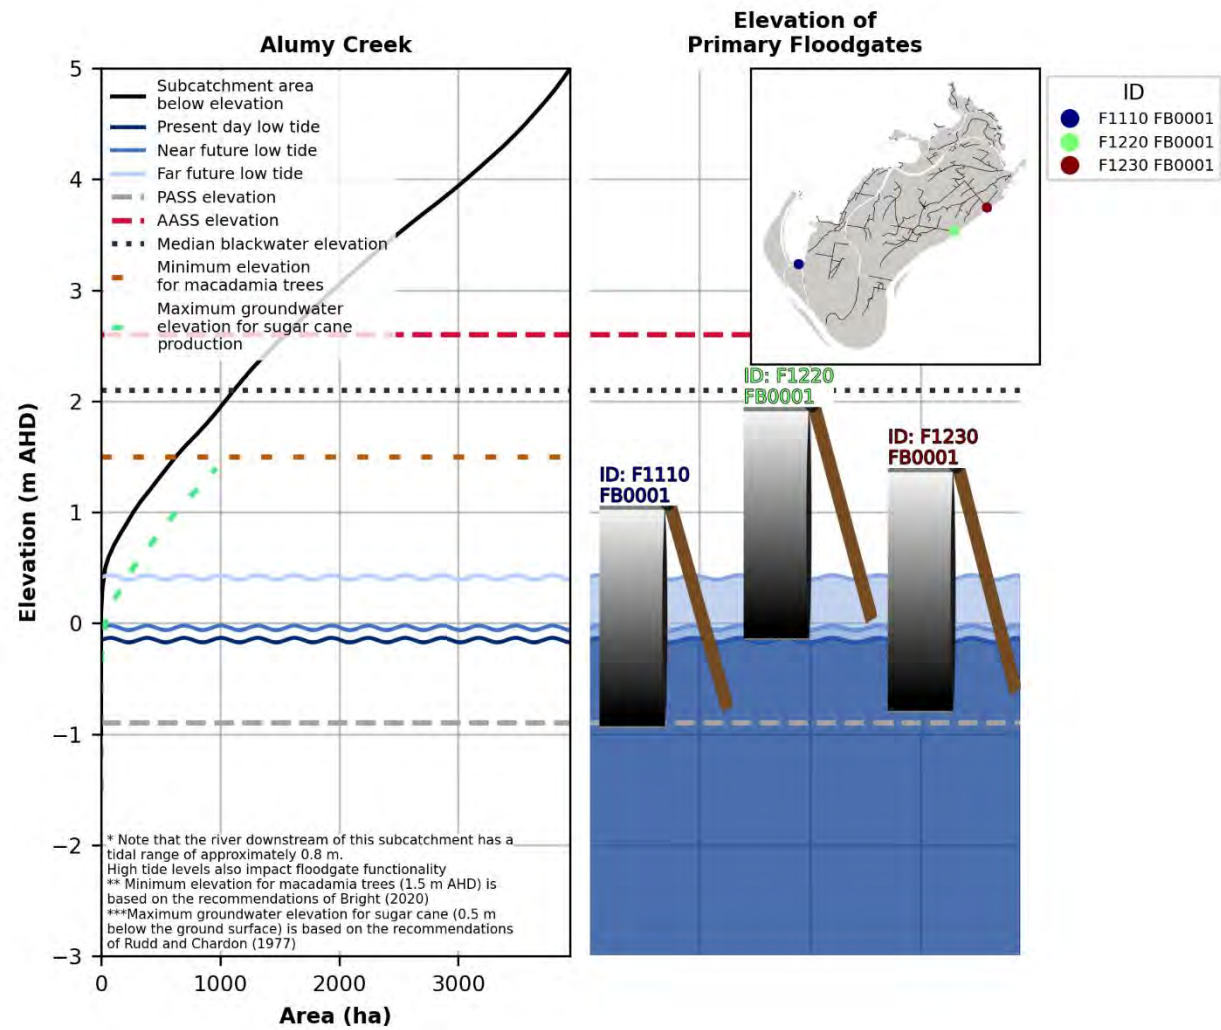 Elevation of
Primary Floodgates
Alumy Creek
Subcatchment area
below elevation
Present day low tide
Near future low tide
Far future low tide
PASS elevation
AASS elevation
Median blackwater elevation
Minimum elevation
for macadamia trees
Maximum groundwater
elevation for sugar cane
production
ID
F1110 FB0001
F1220 FB0001
F1230 FB0001
ID: F1220
FB0001
ID: F1230
FB0001
ID: F1110
FB0001
5
4
3
2
1
0
−1
−2
−3
Elevation (m AHD)
* Note that the river downstream of this subcatchment has a
tidal range of approximately 0.8 m.
High tide levels also impact floodgate functionality
** Minimum elevation for macadamia trees (1.5 m AHD) is
based on the recommendations of Bright (2020)
***Maximum groundwater elevation for sugar cane (0.5 m
below the ground surface) is based on the recommendations
of Rudd and Chardon (1977)
0 1000 2000 3000
Area (ha)